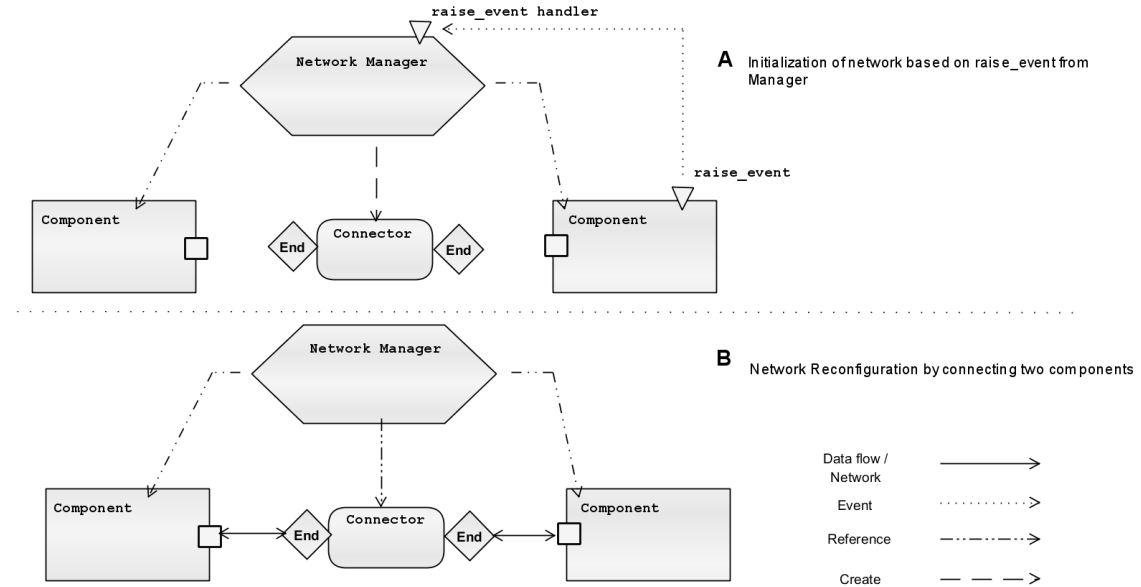 raise_event handler
Network Manager
A Initialization of network based on raise_event from
Manager
raise_event
Component
Component
Connector
End
End
Network Manager
B Network Reconfiguration by connecting two components
Data flow /
Network
Component
Component
Connector
Event
End
End
Reference
Create